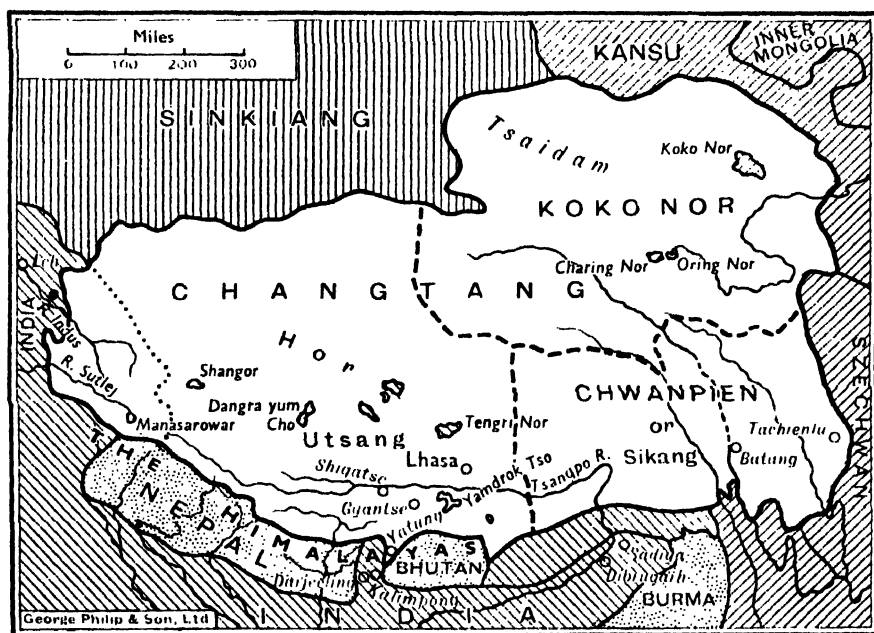 Miles
0 100 200 300
KANSU
INNER MONGOLIA
SINKIANG
Tsaidam
Koko Nor
KOKO NOR
Charing Nor
Oring Nor
Leh
INDIA
R. Indus
R. Sutlej
CHANGTANG
Hor
Shangor
Dangra yum
Cho
Utsang
Tengri Nor
Manasarowar
Lhasa
Shigatse
Gyantse
Yatung
Yamdrok Tso
Tsangpo R.
CHWANPIEN
or
Sikang
Tachienlu
Batang
SZECHWAN
THE HIMALAYAS
NEPAL
BHUTAN
Darjeeling
Kalimpong
Sadiya
BURMA
INDIA
George Philip & Son, Ltd